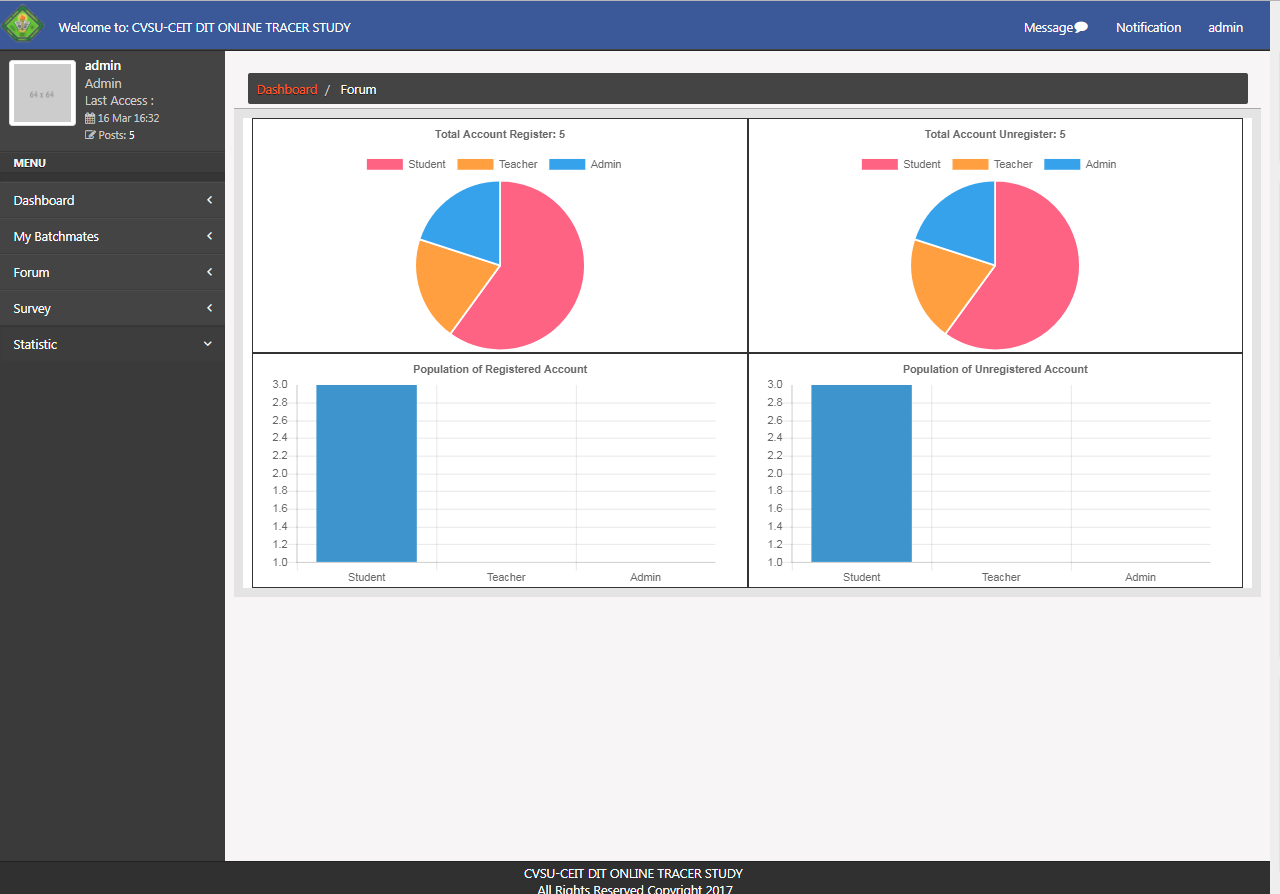 Welcome to: CVSU-CEIT DIT ONLINE TRACER STUDY
Message
Notification
admin
64 x 64
admin
Admin
Last Access :
16 Mar 16:32
Posts: 5
MENU
Dashboard
My Batchmates
Forum
Survey
Statistic
Dashboard / Forum
Total Account Register: 5
Student Teacher Admin
Total Account Unregister: 5
Student Teacher Admin
Population of Registered Account
3.0
2.8
2.6
2.4
2.2
2.0
1.8
1.6
1.4
1.2
1.0
Student Teacher Admin
Population of Unregistered Account
3.0
2.8
2.6
2.4
2.2
2.0
1.8
1.6
1.4
1.2
1.0
Student Teacher Admin
CVSU-CEIT DIT ONLINE TRACER STUDY
All Rights Reserved Copyright 2017